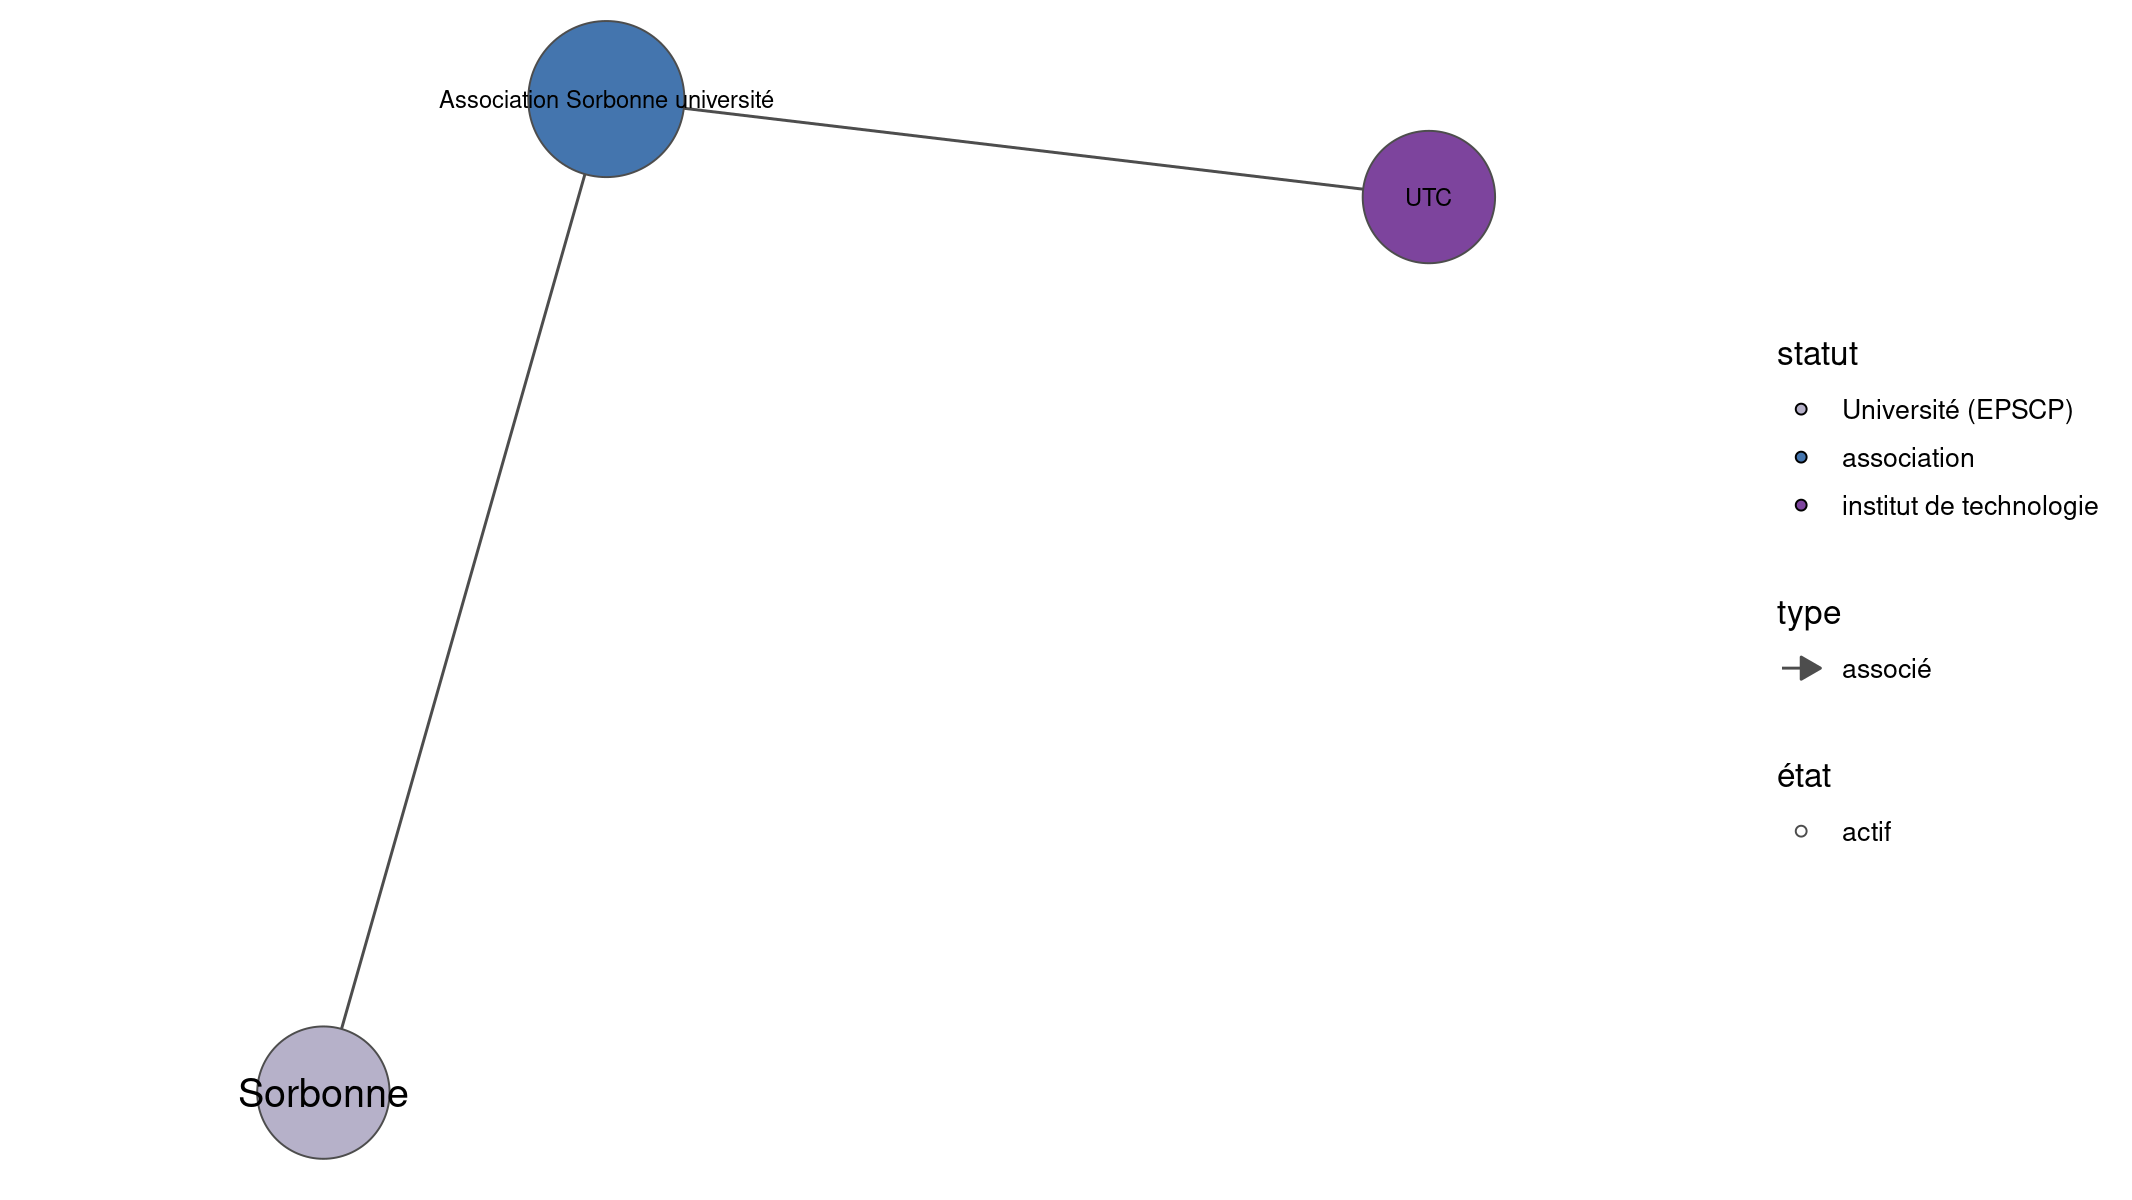 Association Sorbonne université
UTC
Sorbonne
statut
Université (EPSCP)
association
institut de technologie
type
associé
état
actif